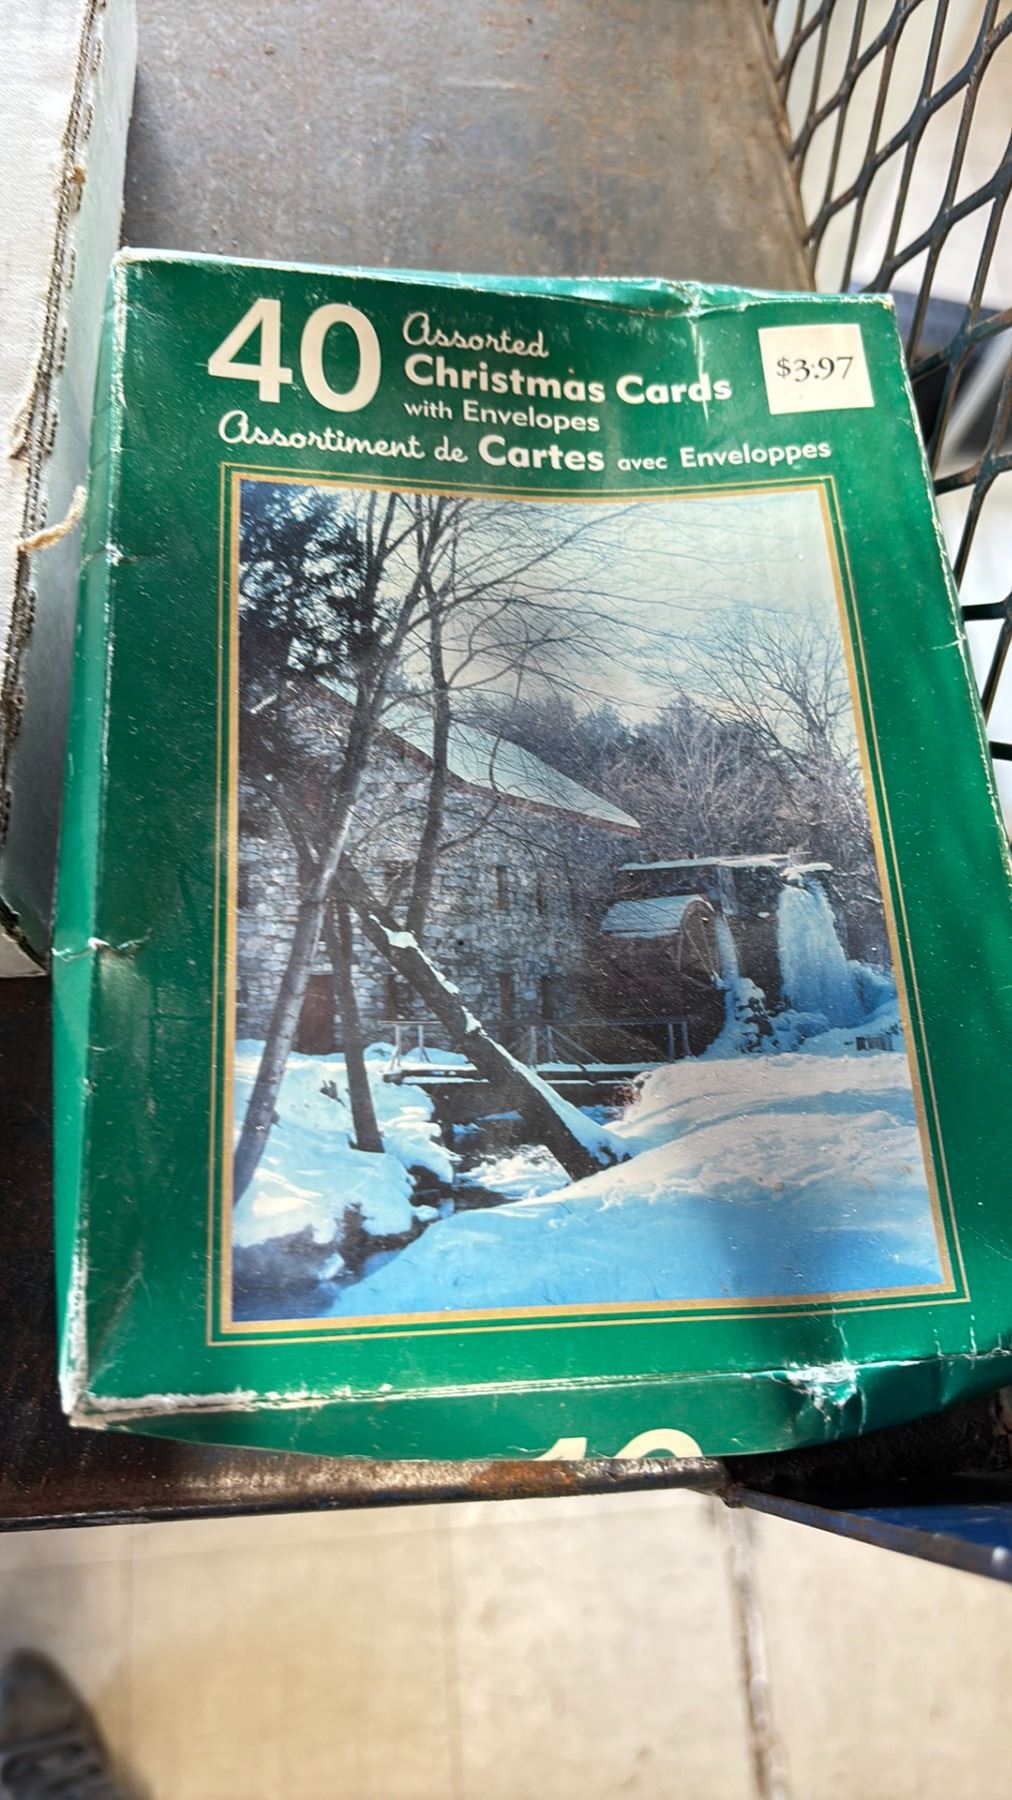 40
Assorted
Christmas Cards
with Envelopes
$3.97
Assortiment de Cartes avec Enveloppes